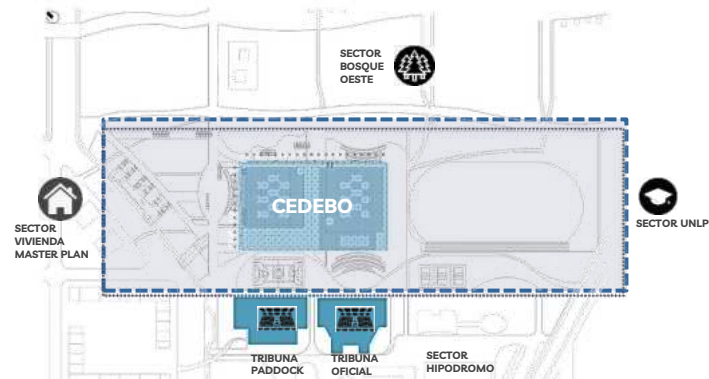 SECTOR
BOSQUE
OESTE
CEDEBO
SECTOR
VIVIENDA
MASTER PLAN
SECTOR UNLP
TRIBUNA
PADDOCK
TRIBUNA
OFICIAL
SECTOR
HIPODROMO